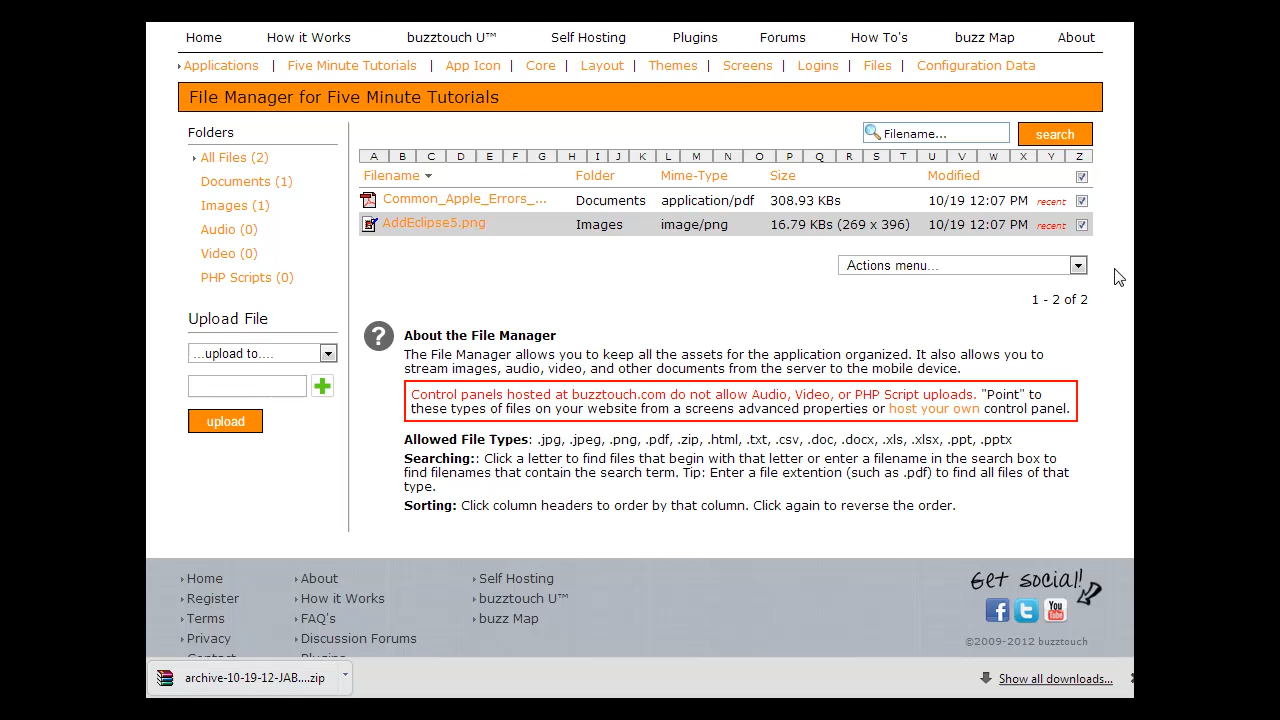 Home How it Works buzztouch U™ Self Hosting Plugins Forums How To's buzz Map About
Applications | Five Minute Tutorials | App Icon | Core | Layout | Themes | Screens | Logins | Files | Configuration Data
File Manager for Five Minute Tutorials
Folders
All Files (2)
Documents (1)
Images (1)
Audio (0)
Video (0)
PHP Scripts (0)
Upload File
...upload to....
upload
Filename...
search
A B C D E F G H I J K L M N O P Q R S T U V W X Y Z
Filename Folder Mime-Type Size Modified
Common_Apple_Errors_... Documents application/pdf 308.93 KBs 10/19 12:07 PM recent
AddEclipse5.png Images image/png 16.79 KBs (269 x 396) 10/19 12:07 PM recent
Actions menu...
1 - 2 of 2
?
About the File Manager
The File Manager allows you to keep all the assets for the application organized. It also allows you to
stream images, audio, video, and other documents from the server to the mobile device.
Control panels hosted at buzztouch.com do not allow Audio, Video, or PHP Script uploads. "Point" to
these types of files on your website from a screens advanced properties or host your own control panel.
Allowed File Types: .jpg, .jpeg, .png, .pdf, .zip, .html, .txt, .csv, .doc, .docx, .xls, .xlsx, .ppt, .pptx
Searching:: Click a letter to find files that begin with that letter or enter a filename in the search box to
find filenames that contain the search term. Tip: Enter a file extention (such as .pdf) to find all files of that
type.
Sorting: Click column headers to order by that column. Click again to reverse the order.
Home About Self Hosting
Register How it Works buzztouch U™
Terms FAQ's buzz Map
Privacy Discussion Forums
Contact Plugins
Get social!
You Tube
©2009-2012 buzztouch
archive-10-19-12-JAB....zip
Show all downloads...